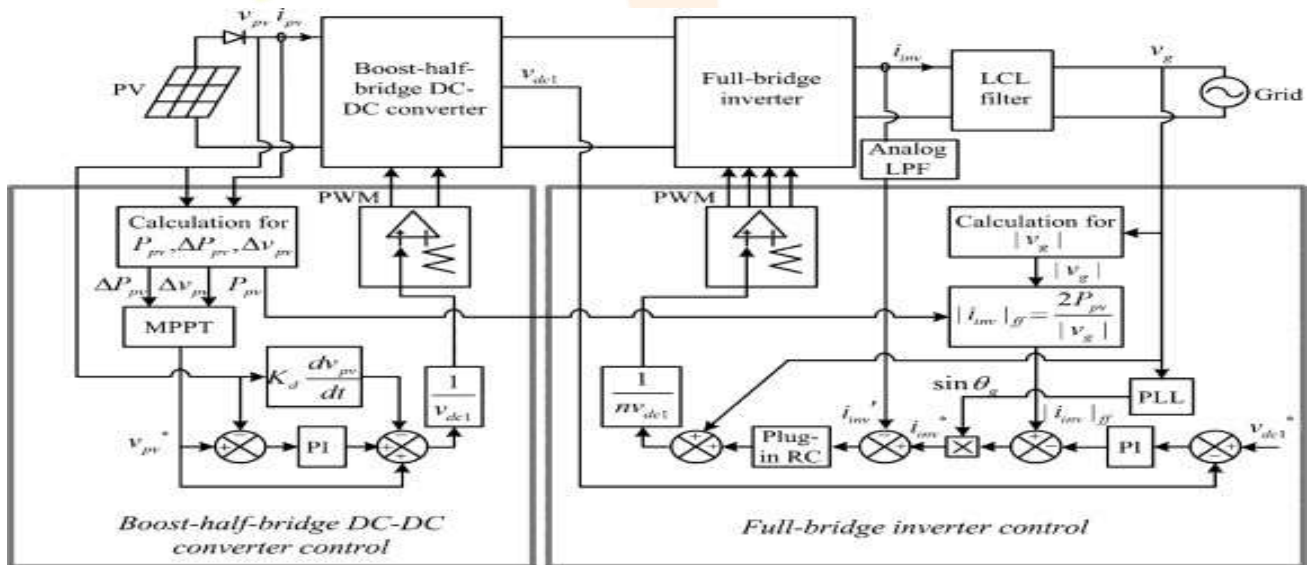 v_pv i_pv
PV
Boost-half-
bridge DC-
DC converter
v_dc1
Full-bridge
inverter
i_inv
LCL
filter
v_g
Grid
Analog
LPF
PWM
PWM
Calculation for
P_pv, ΔP_pv, Δv_pv
ΔP_pv Δv_pv P_pv
MPPT
K_d dv_pv/dt
1/v_dc1
v_pv*
PI
Boost-half-bridge DC-DC
converter control
Calculation for
|v_g|
|v_g|
|i_inv|_ff = 2P_pv/|v_g|
sin θ_g
PLL
1/nv_dc1
Plug-
in RC
i_inv'
i_inv*
|i_inv|_ff
PI
v_dc1*
Full-bridge inverter control